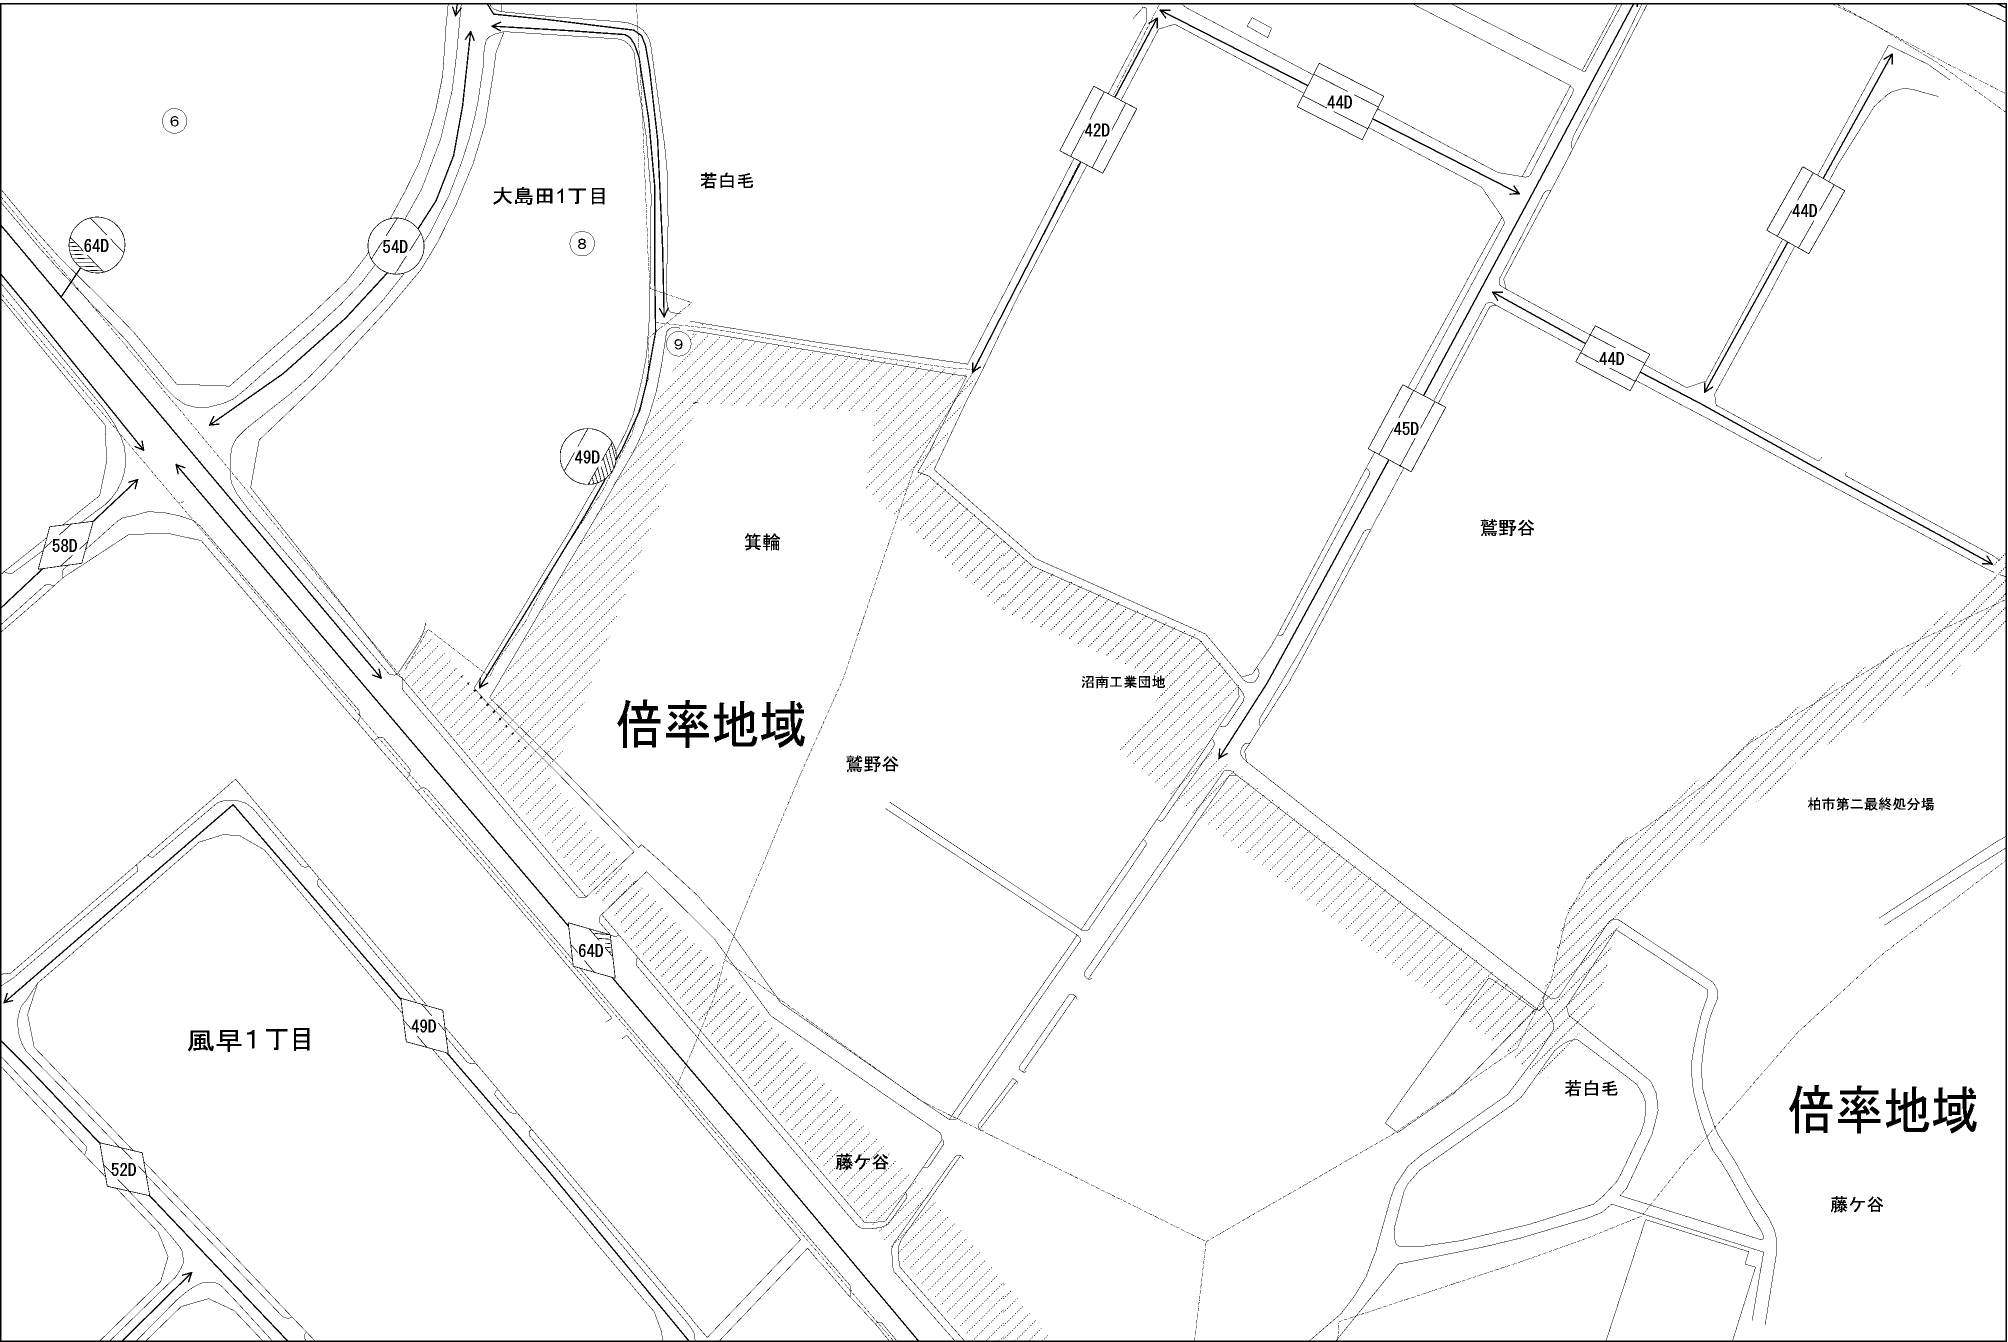 44D
⑥
42D
若白毛
大島田1丁目
44D
⑧
64D
54D
⑨
44D
45D
49D
鷲野谷
箕輪
58D
沼南工業団地
倍率地域
鷲野谷
柏市第二最終処分場
64D
49D
風早1丁目
若白毛
倍率地域
藤ケ谷
52D
藤ケ谷